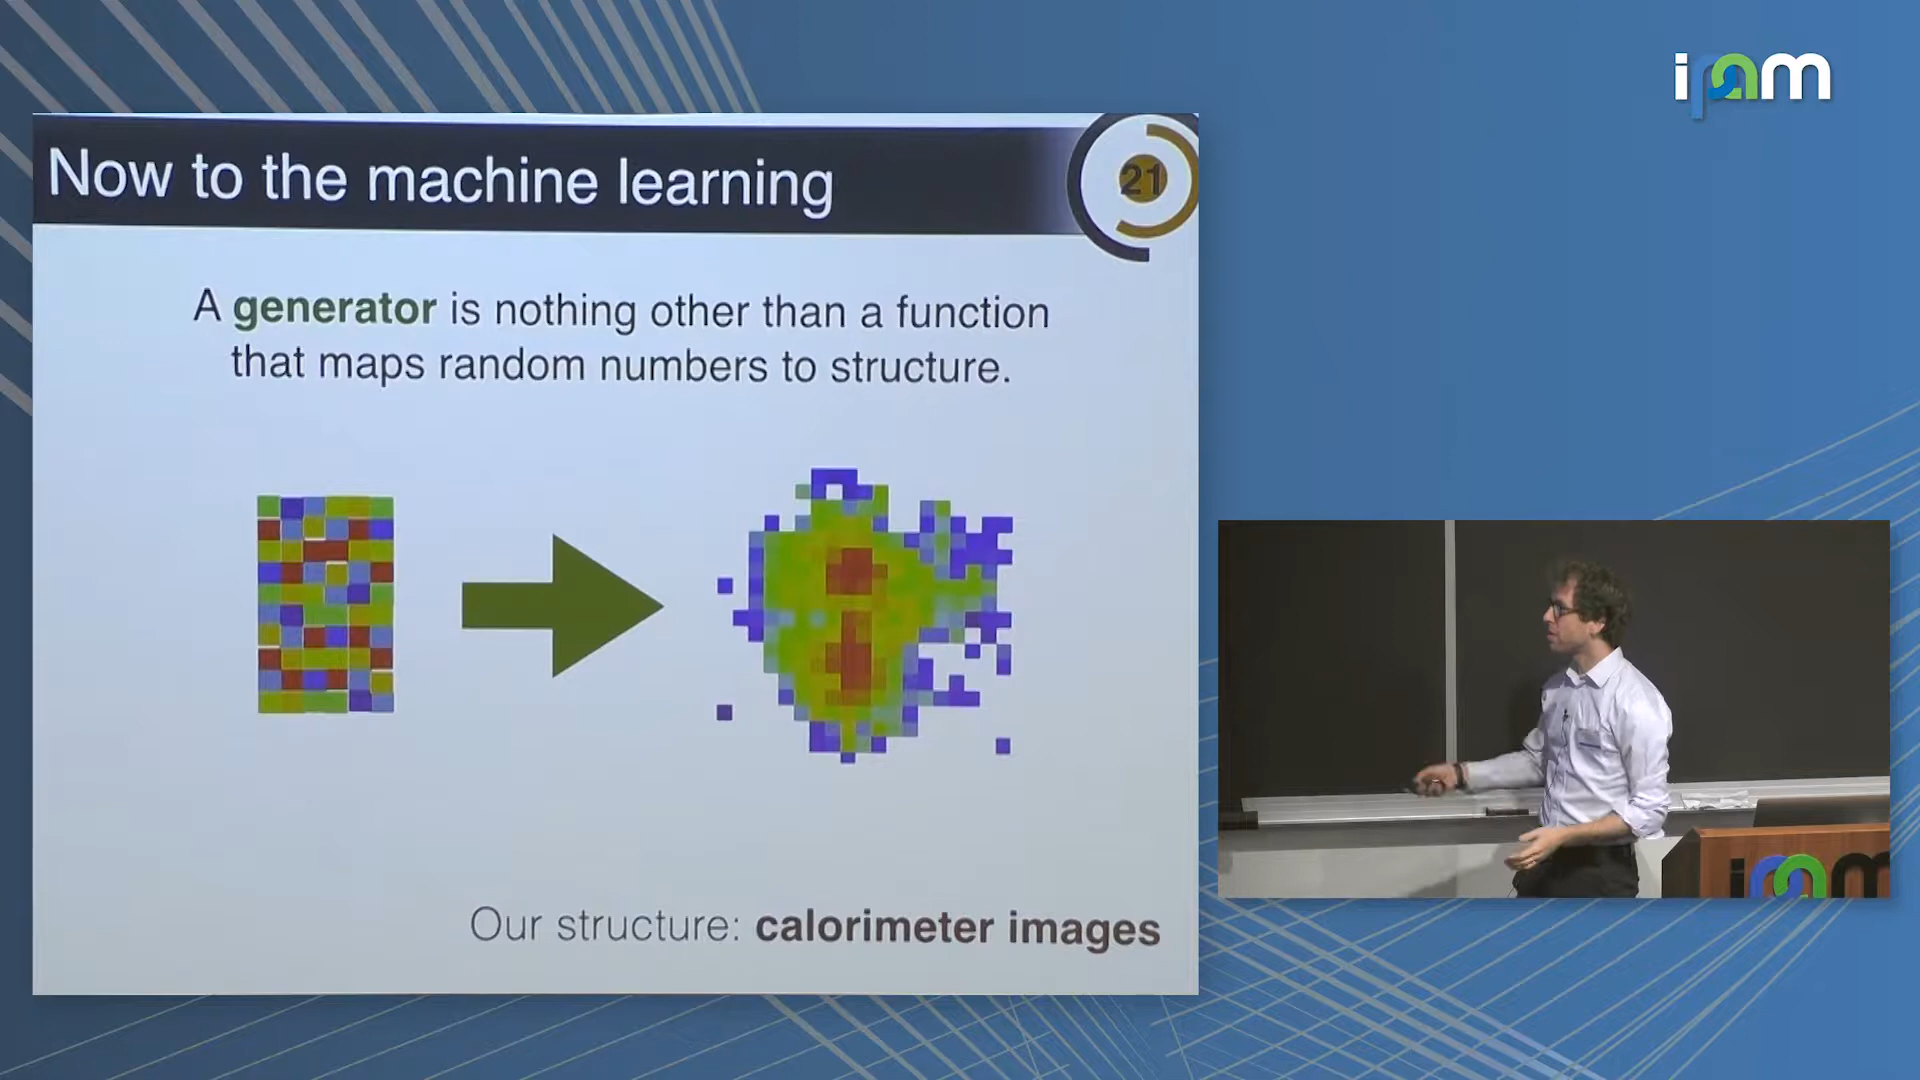 ipam
Now to the machine learning
21
A generator is nothing other than a function
that maps random numbers to structure.
Our structure: calorimeter images
ipam